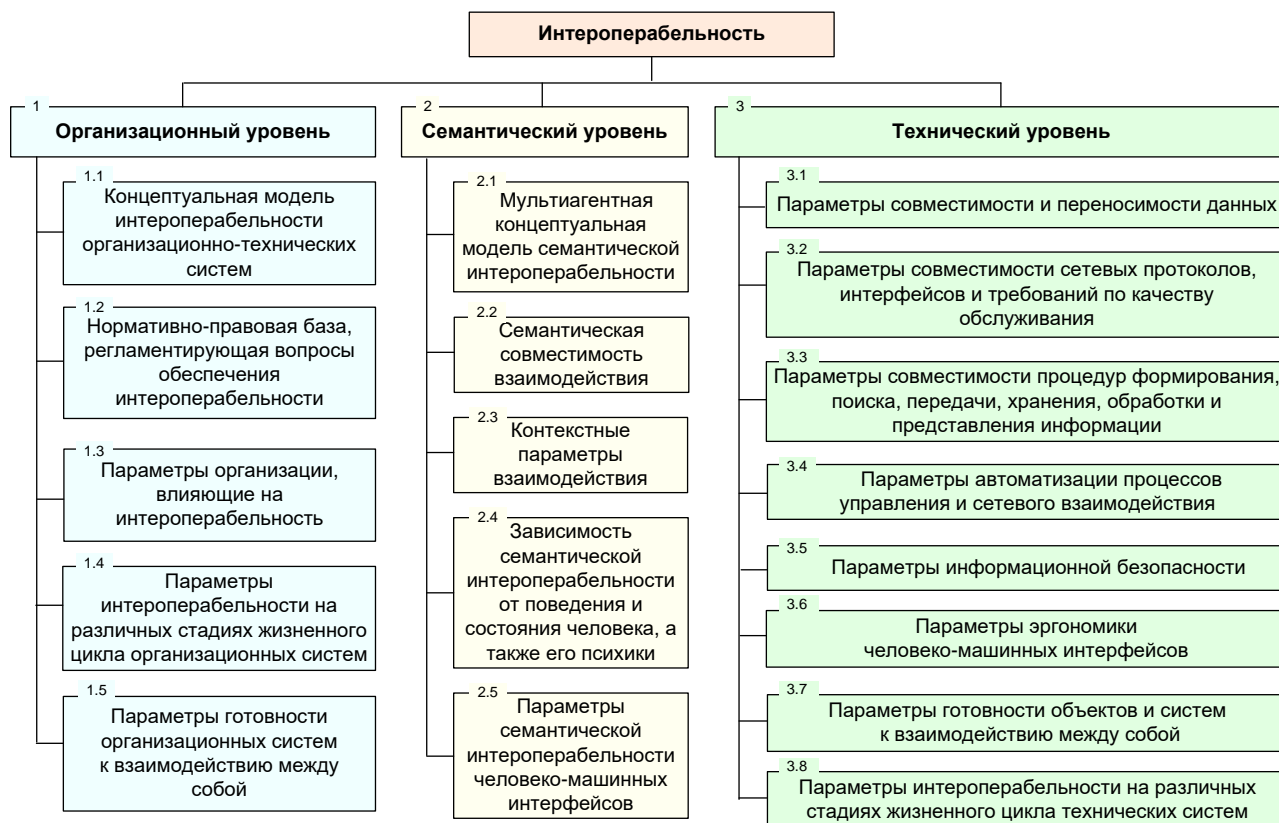 Интероперабельность
1
Организационный уровень
1.1
Концептуальная модель
интероперабельности
организационно-технических
систем
1.2
Нормативно-правовая база,
регламентирующая вопросы
обеспечения
интероперабельности
1.3
Параметры организации,
влияющие на
интероперабельность
1.4
Параметры
интероперабельности на
различных стадиях жизненного
цикла организационных систем
1.5
Параметры готовности
организационных систем
к взаимодействию между
собой
2
Семантический уровень
2.1
Мультиагентная
концептуальная
модель семантической
интероперабельности
2.2
Семантическая
совместимость
взаимодействия
2.3
Контекстные
параметры
взаимодействия
2.4
Зависимость
семантической
интероперабельности
от поведения и
состояния человека, а
также его психики
2.5
Параметры
семантической
интероперабельности
человеко-машинных
интерфейсов
3
Технический уровень
3.1
Параметры совместимости и переносимости данных
3.2
Параметры совместимости сетевых протоколов,
интерфейсов и требований по качеству
обслуживания
3.3
Параметры совместимости процедур формирования,
поиска, передачи, хранения, обработки и
представления информации
3.4
Параметры автоматизации процессов
управления и сетевого взаимодействия
3.5
Параметры информационной безопасности
3.6
Параметры эргономики
человеко-машинных интерфейсов
3.7
Параметры готовности объектов и систем
к взаимодействию между собой
3.8
Параметры интероперабельности на различных
стадиях жизненного цикла технических систем